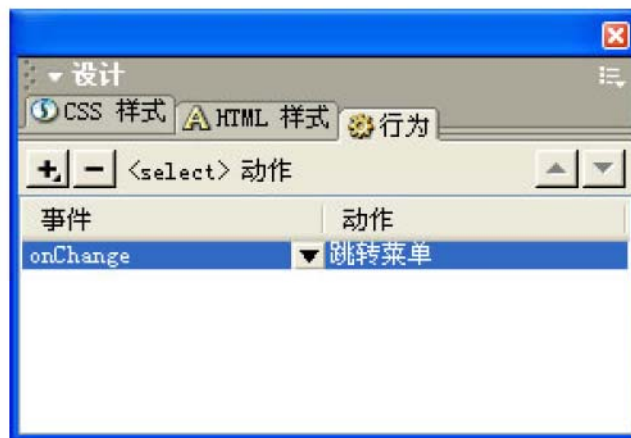 设计
CSS 样式 HTML 样式 行为
<select> 动作
事件 动作
onChange 跳转菜单